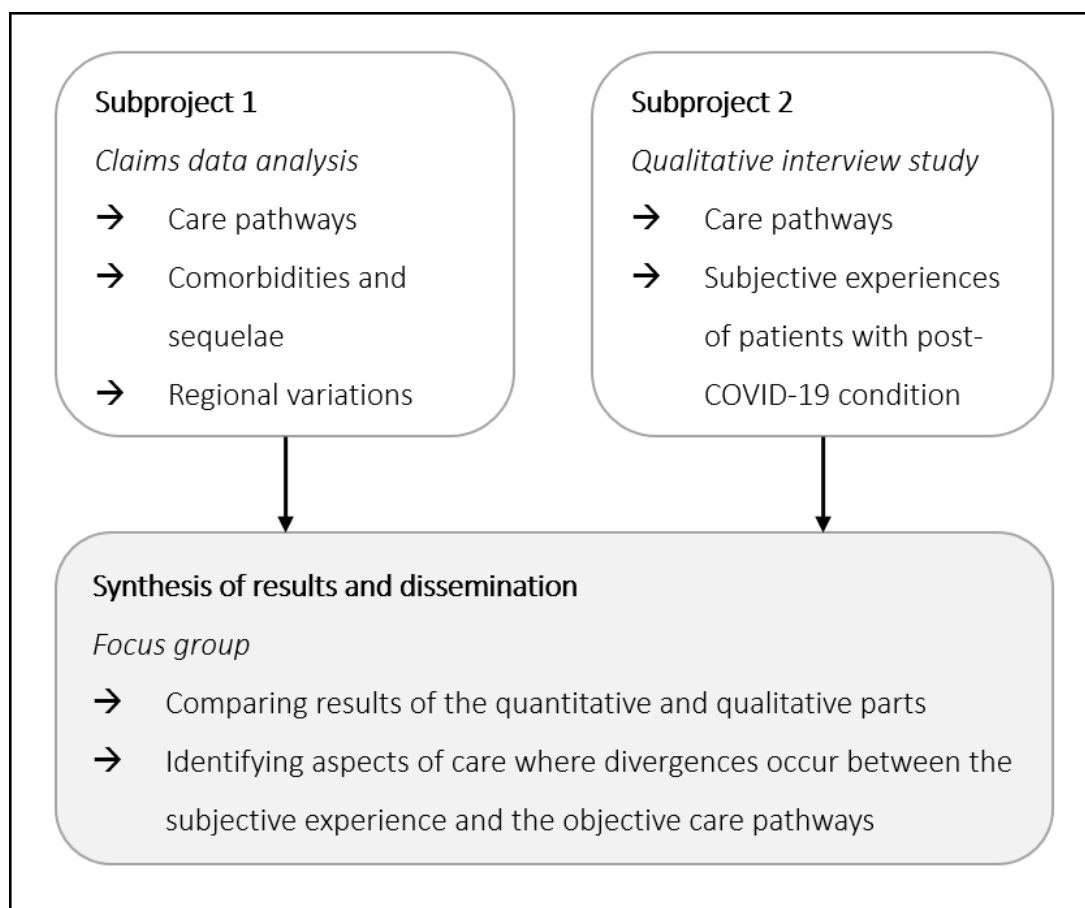 Subproject 1
Claims data analysis
→ Care pathways
→ Comorbidities and
sequelae
→ Regional variations
Subproject 2
Qualitative interview study
→ Care pathways
→ Subjective experiences
of patients with post-
COVID-19 condition
Synthesis of results and dissemination
Focus group
→ Comparing results of the quantitative and qualitative parts
→ Identifying aspects of care where divergences occur between the
subjective experience and the objective care pathways